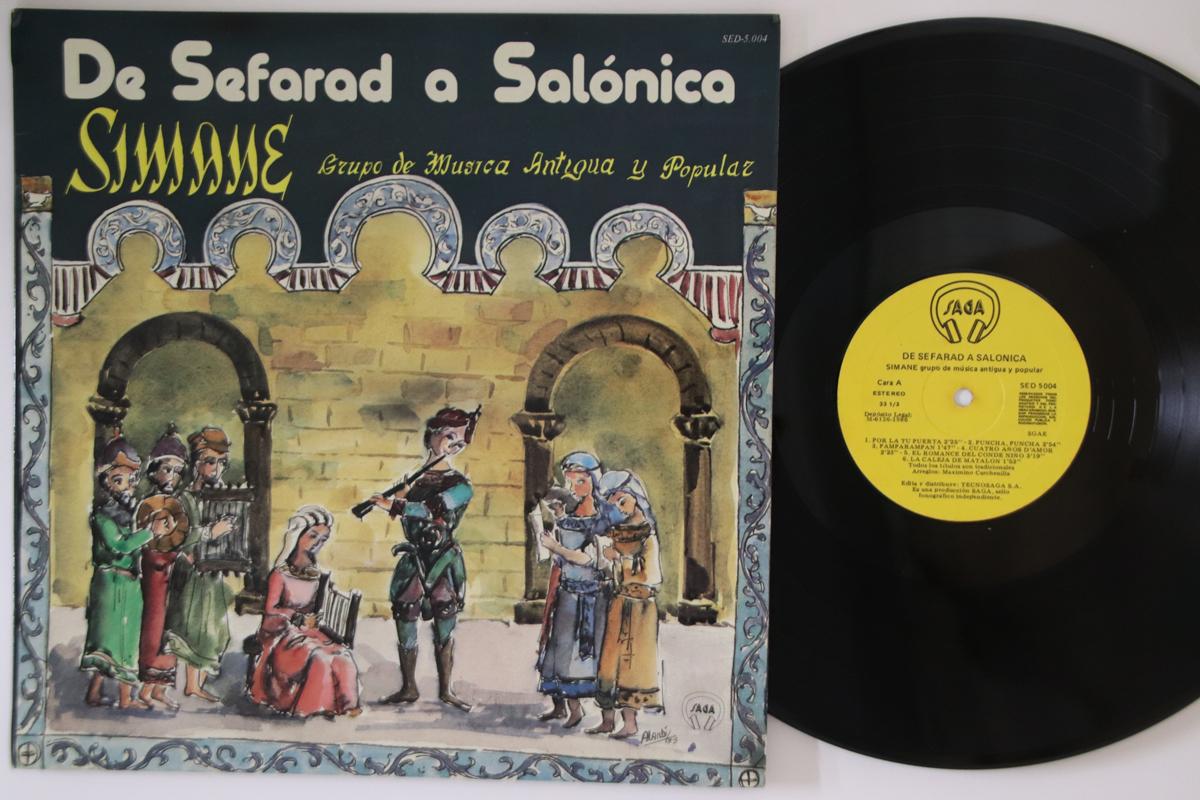 SED-5.004
De Sefarad a Salónica
SIMANE
Grupo de Musica Antigua y Popular
SAGA
SAGA
DE SEFARAD A SALONICA
SIMANE grupo de música antigua y popular
Cara A
SED 5004
ESTEREO
33 1/3
Depósito Legal:
SGAE
1. POR LA TU PUERTA 2'25" - 2. PUNCHA, PUNCHA 2'54"
3. PAMPARAMPAN 1'47" - 4. CUATRO AÑOS D'AMOR
2'23" - 5. EL ROMANCE DEL CONDE NIÑO 3'19"
6. LA CALEJA DE MATALON 1'53"
Todos los títulos son tradicionales
Arreglos: Maximino Curchenilla
Edita y distribuye: TECNOSAGA S.A.
Es una producción SAGA, sello
fonográfico independiente.